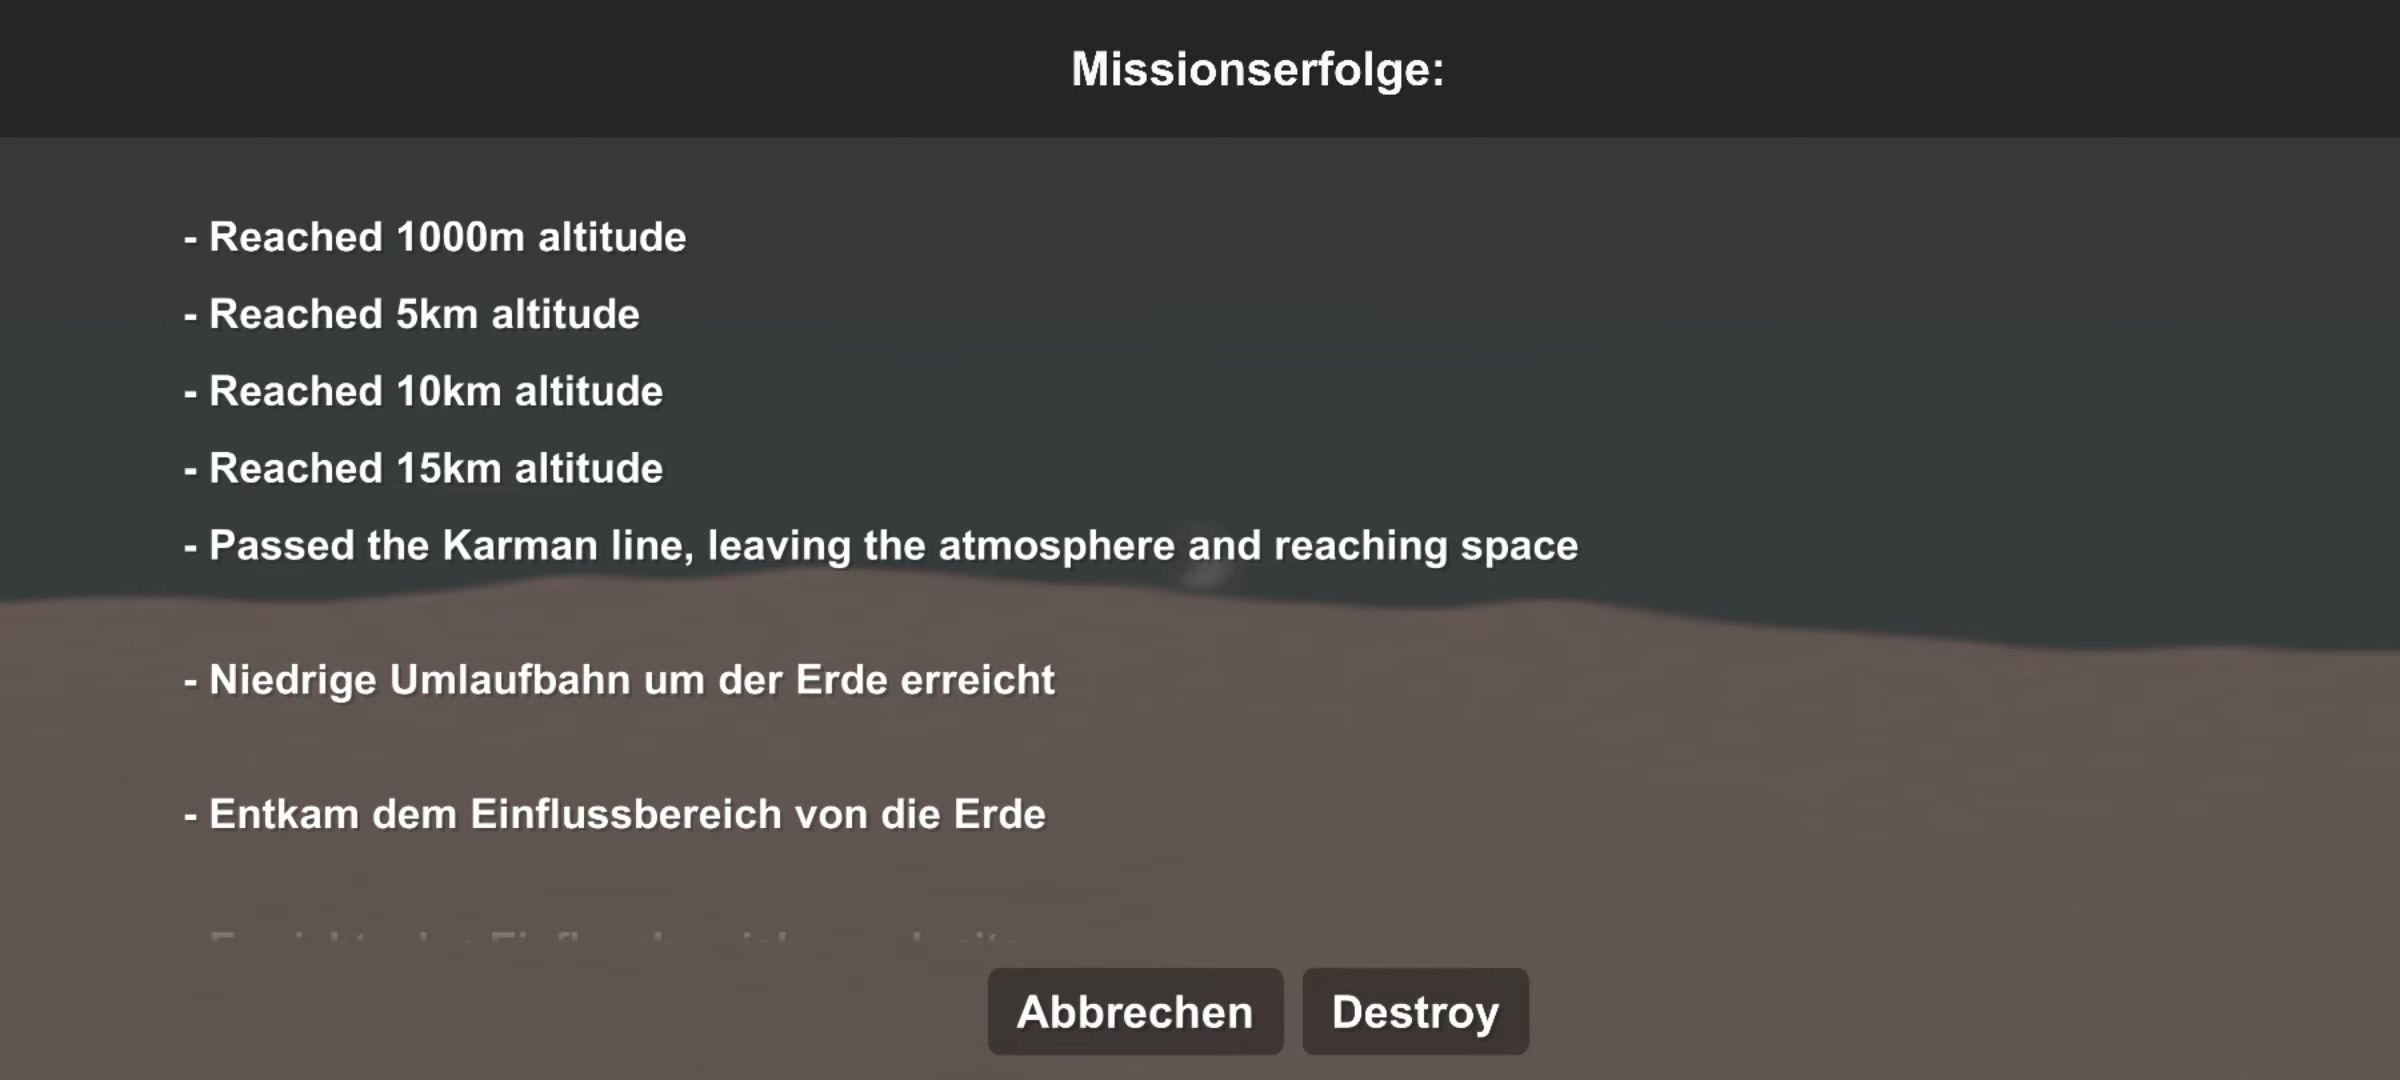 Missionserfolge:
- Reached 1000m altitude
- Reached 5km altitude
- Reached 10km altitude
- Reached 15km altitude
- Passed the Karman line, leaving the atmosphere and reaching space
- Niedrige Umlaufbahn um der Erde erreicht
- Entkam dem Einflussbereich von die Erde
Abbrechen
Destroy